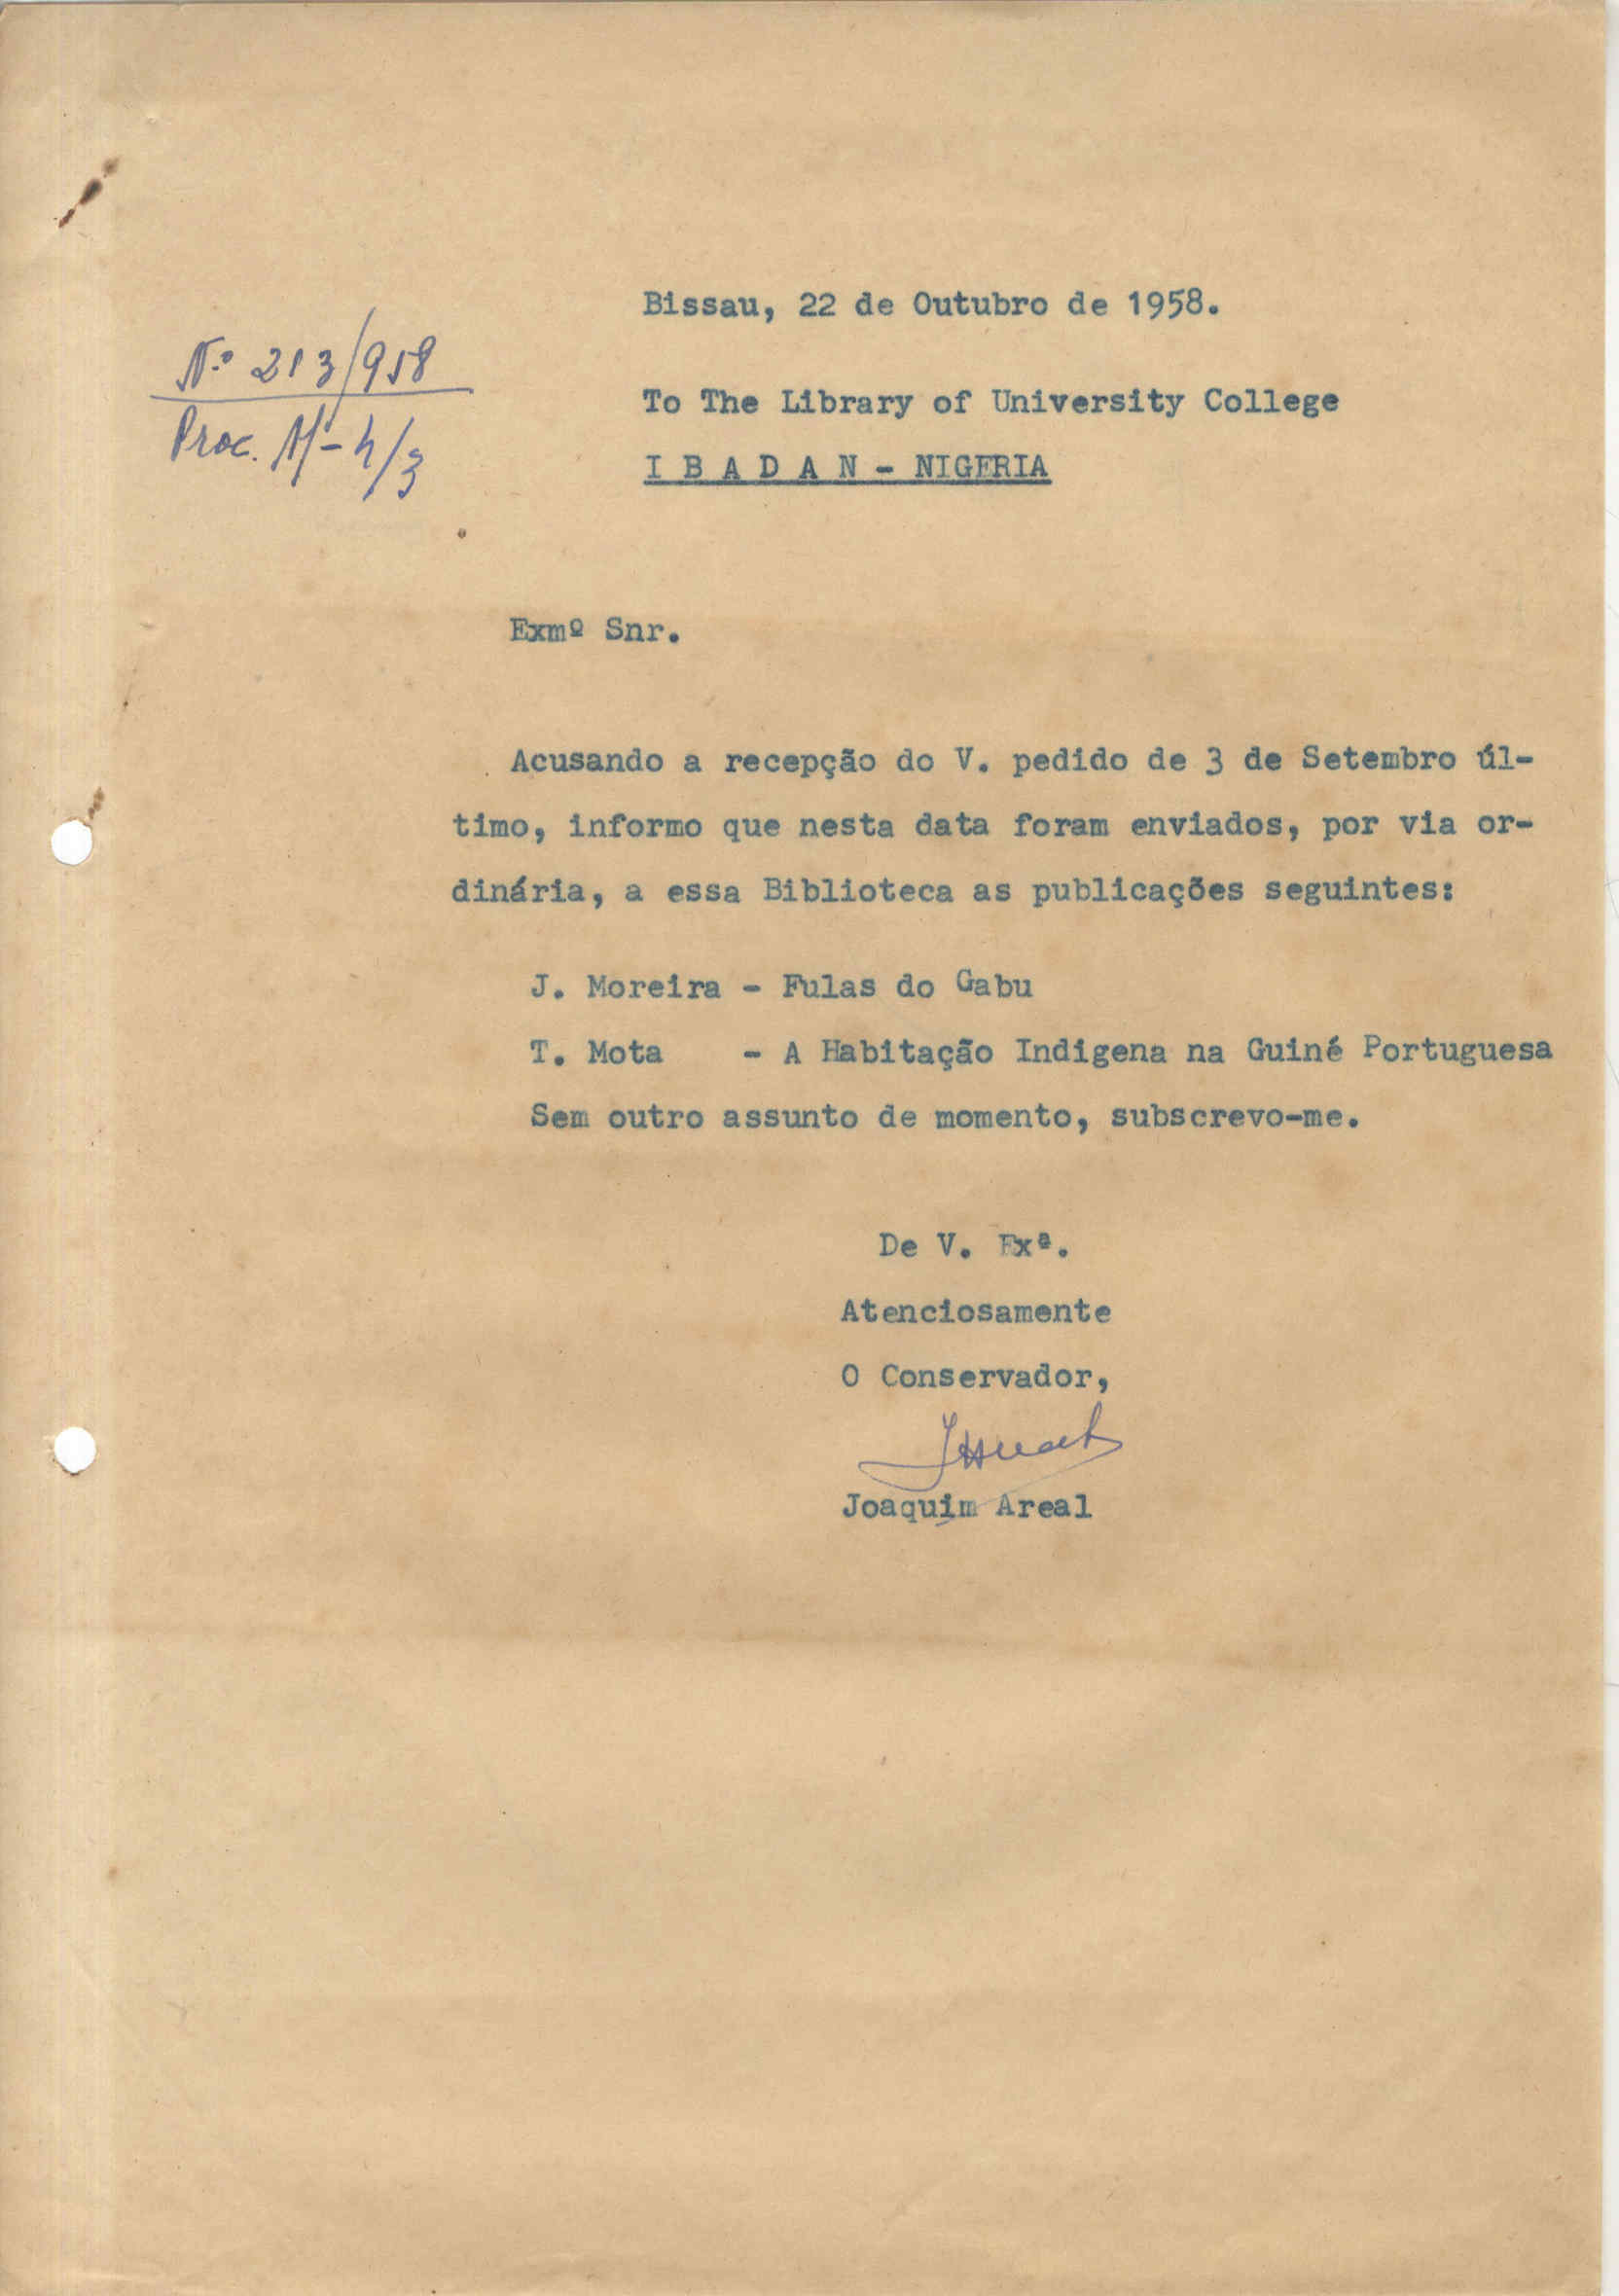 Bissau, 22 de Outubro de 1958.
Nº 213/958
Proc.
To The Library of University College
I B A D A N - NIGERIA
Exmº Snr.
Acusando a recepção do V. pedido de 3 de Setembro úl-
timo, informo que nesta data foram enviados, por via or-
dinária, a essa Biblioteca as publicações seguintes:
J. Moreira - Fulas do Gabu
T. Mota - A Habitação Indigena na Guiné Portuguesa
Sem outro assunto de momento, subscrevo-me.
De V. Exª.
Atenciosamente
O Conservador,
Joaquim Areal